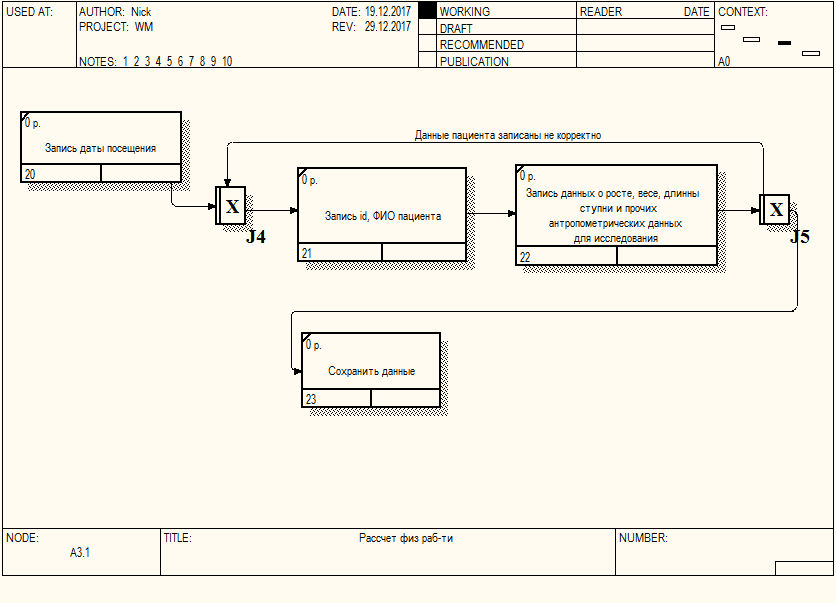 USED AT:
AUTHOR: Nick
DATE: 19.12.2017
PROJECT: WM
REV: 29.12.2017
NOTES: 1 2 3 4 5 6 7 8 9 10
WORKING
DRAFT
RECOMMENDED
PUBLICATION
READER
DATE
CONTEXT:
A0
0 р.
Запись даты посещения
20
Данные пациента записаны не корректно
X
J4
0 р.
Запись id, ФИО пациента
21
0 р.
Запись данных о росте, весе, длинны
ступни и прочих
антропометрических данных
для исследования
22
X
J5
0 р.
Сохранить данные
23
NODE:
A3.1
TITLE:
Рассчет физ раб-ти
NUMBER: